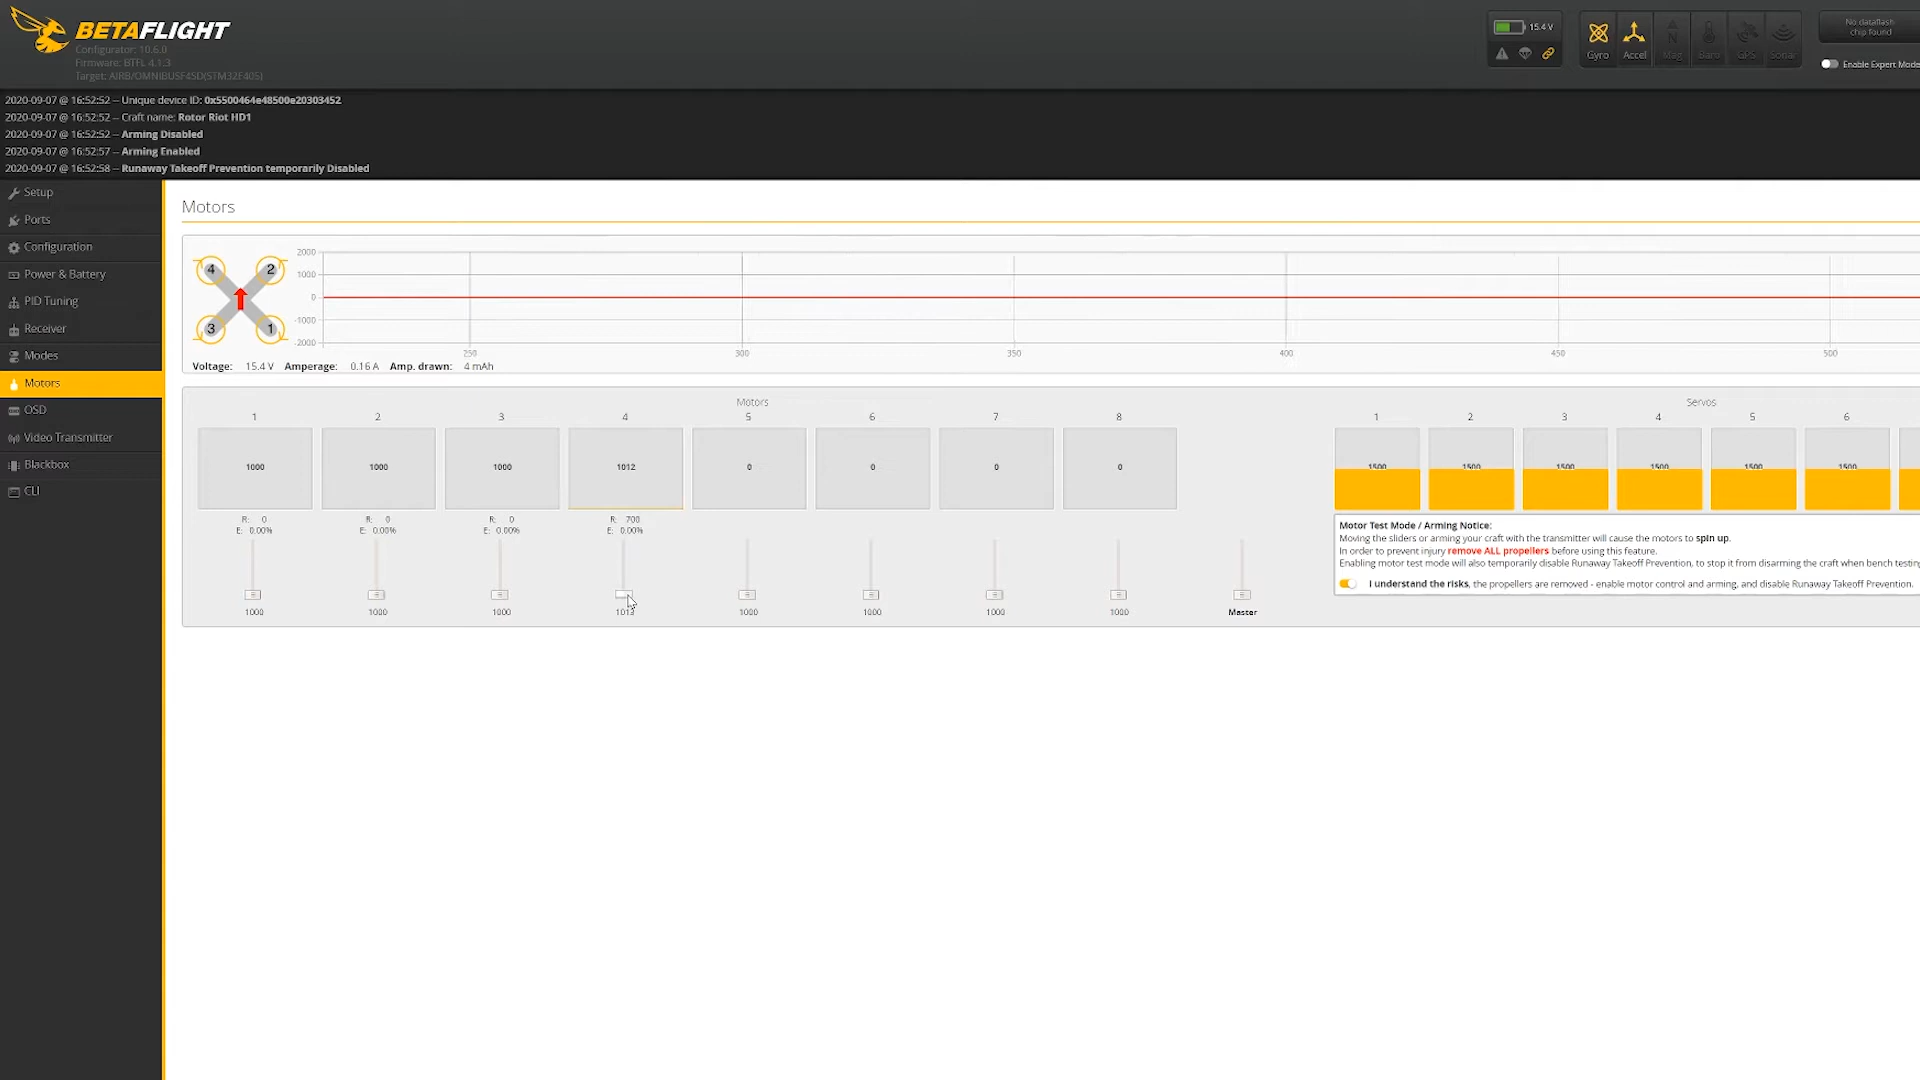 BETAFLIGHT
Configurator: 10.6.0
Firmware: BTFL 4.1.3
Target: AIRB/OMNIBUSF4SD(STM32F405)
15.4 V
Gyro Accel Mag Baro GPS Sonar
No dataflash
chip found
Enable Expert Mode
2020-09-07 @ 16:52:52 -- Unique device ID: 0x5500464e48500e20303452
2020-09-07 @ 16:52:52 -- Craft name: Rotor Riot HD1
2020-09-07 @ 16:52:52 -- Arming Disabled
2020-09-07 @ 16:52:57 -- Arming Enabled
2020-09-07 @ 16:52:58 -- Runaway Takeoff Prevention temporarily Disabled
Setup
Ports
Configuration
Power & Battery
PID Tuning
Receiver
Modes
Motors
OSD
Video Transmitter
Blackbox
CLI
Motors
4 2
3 1
2000
1000
0
-1000
-2000
250 300 350 400 450 500
Voltage: 15.4 V Amperage: 0.16 A Amp. drawn: 4 mAh
Motors
1 2 3 4 5 6 7 8
1000 1000 1000 1012 0 0 0 0
R: 0 R: 0 R: 0 R: 700
E: 0.00% E: 0.00% E: 0.00% E: 0.00%
1000 1000 1000 1013 1000 1000 1000 1000 Master
Servos
1 2 3 4 5 6
1500 1500 1500 1500 1500 1500
Motor Test Mode / Arming Notice:
Moving the sliders or arming your craft with the transmitter will cause the motors to spin up.
In order to prevent injury remove ALL propellers before using this feature.
Enabling motor test mode will also temporarily disable Runaway Takeoff Prevention, to stop it from disarming the craft when bench testing
I understand the risks, the propellers are removed - enable motor control and arming, and disable Runaway Takeoff Prevention.